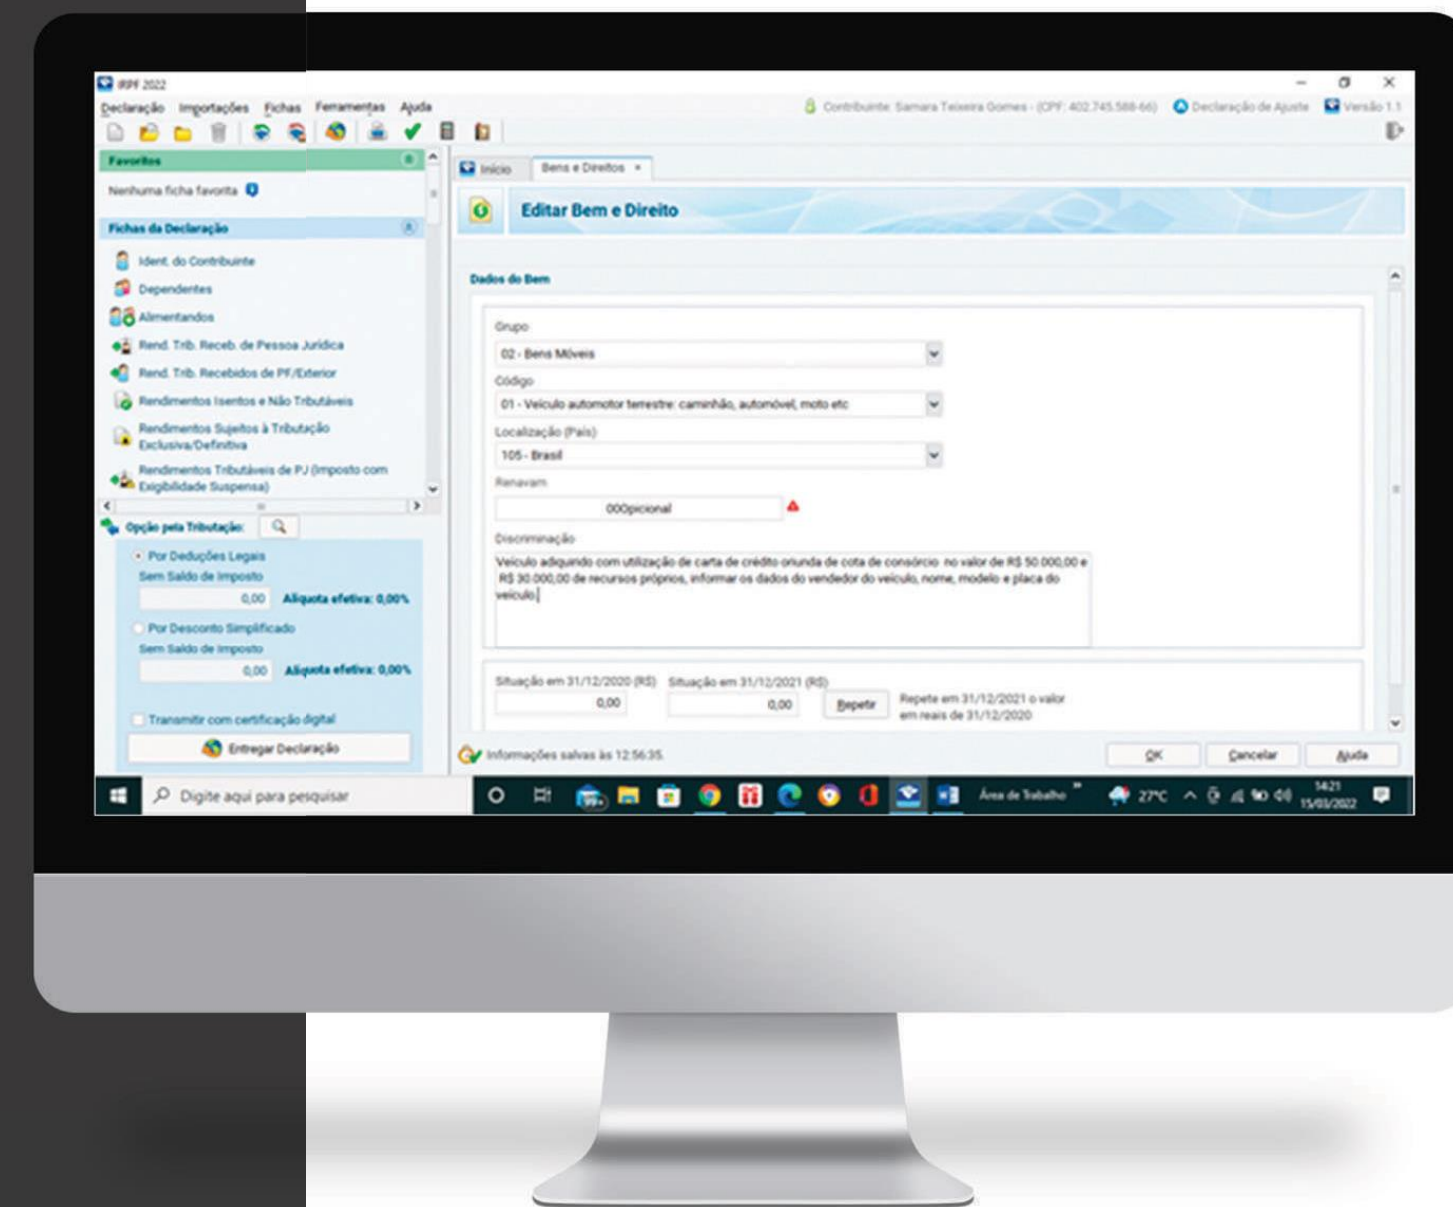 IRPF 2022
Declaração Importações Fichas Ferramentas Ajuda
Contribuinte: Samara Teixeira Gomes - (CPF: 402.745.588-66) Declaração de Ajuste Versão 1.1
Favoritos
Nenhuma ficha favorita
Fichas da Declaração
Ident. do Contribuinte
Dependentes
Alimentandos
Rend. Trib. Receb. de Pessoa Jurídica
Rend. Trib. Recebidos de PF/Exterior
Rendimentos Isentos e Não Tributáveis
Rendimentos Sujeitos à Tributação
Exclusiva/Definitiva
Rendimentos Tributáveis de PJ (Imposto com
Exigibilidade Suspensa)
Opção pela Tributação:
Por Deduções Legais
Sem Saldo de Imposto
0,00 Alíquota efetiva: 0,00%
Por Desconto Simplificado
Sem Saldo de Imposto
0,00 Alíquota efetiva: 0,00%
Transmitir com certificação digital
Entregar Declaração
Início Bens e Direitos
Editar Bem e Direito
Dados do Bem
Grupo
02 - Bens Móveis
Código
01 - Veículo automotor terrestre: caminhão, automóvel, moto etc
Localização (País)
105 - Brasil
Renavam
000picional
Discriminação
Veículo adiquirido com utilização de carta de crédito oriunda de cota de consórcio no valor de R$ 50.000,00 e
R$ 30.000,00 de recursos próprios, informar os dados do vendedor do veículo, nome, modelo e placa do
veículo.
Situação em 31/12/2020 (R$) Situação em 31/12/2021 (R$)
0,00 0,00 Repetir
Repete em 31/12/2021 o valor
em reais de 31/12/2020
Informações salvas às 12:56:35.
OK Cancelar Ajuda
Digite aqui para pesquisar
99+
Área de Trabalho
27°C
14:21
15/03/2022